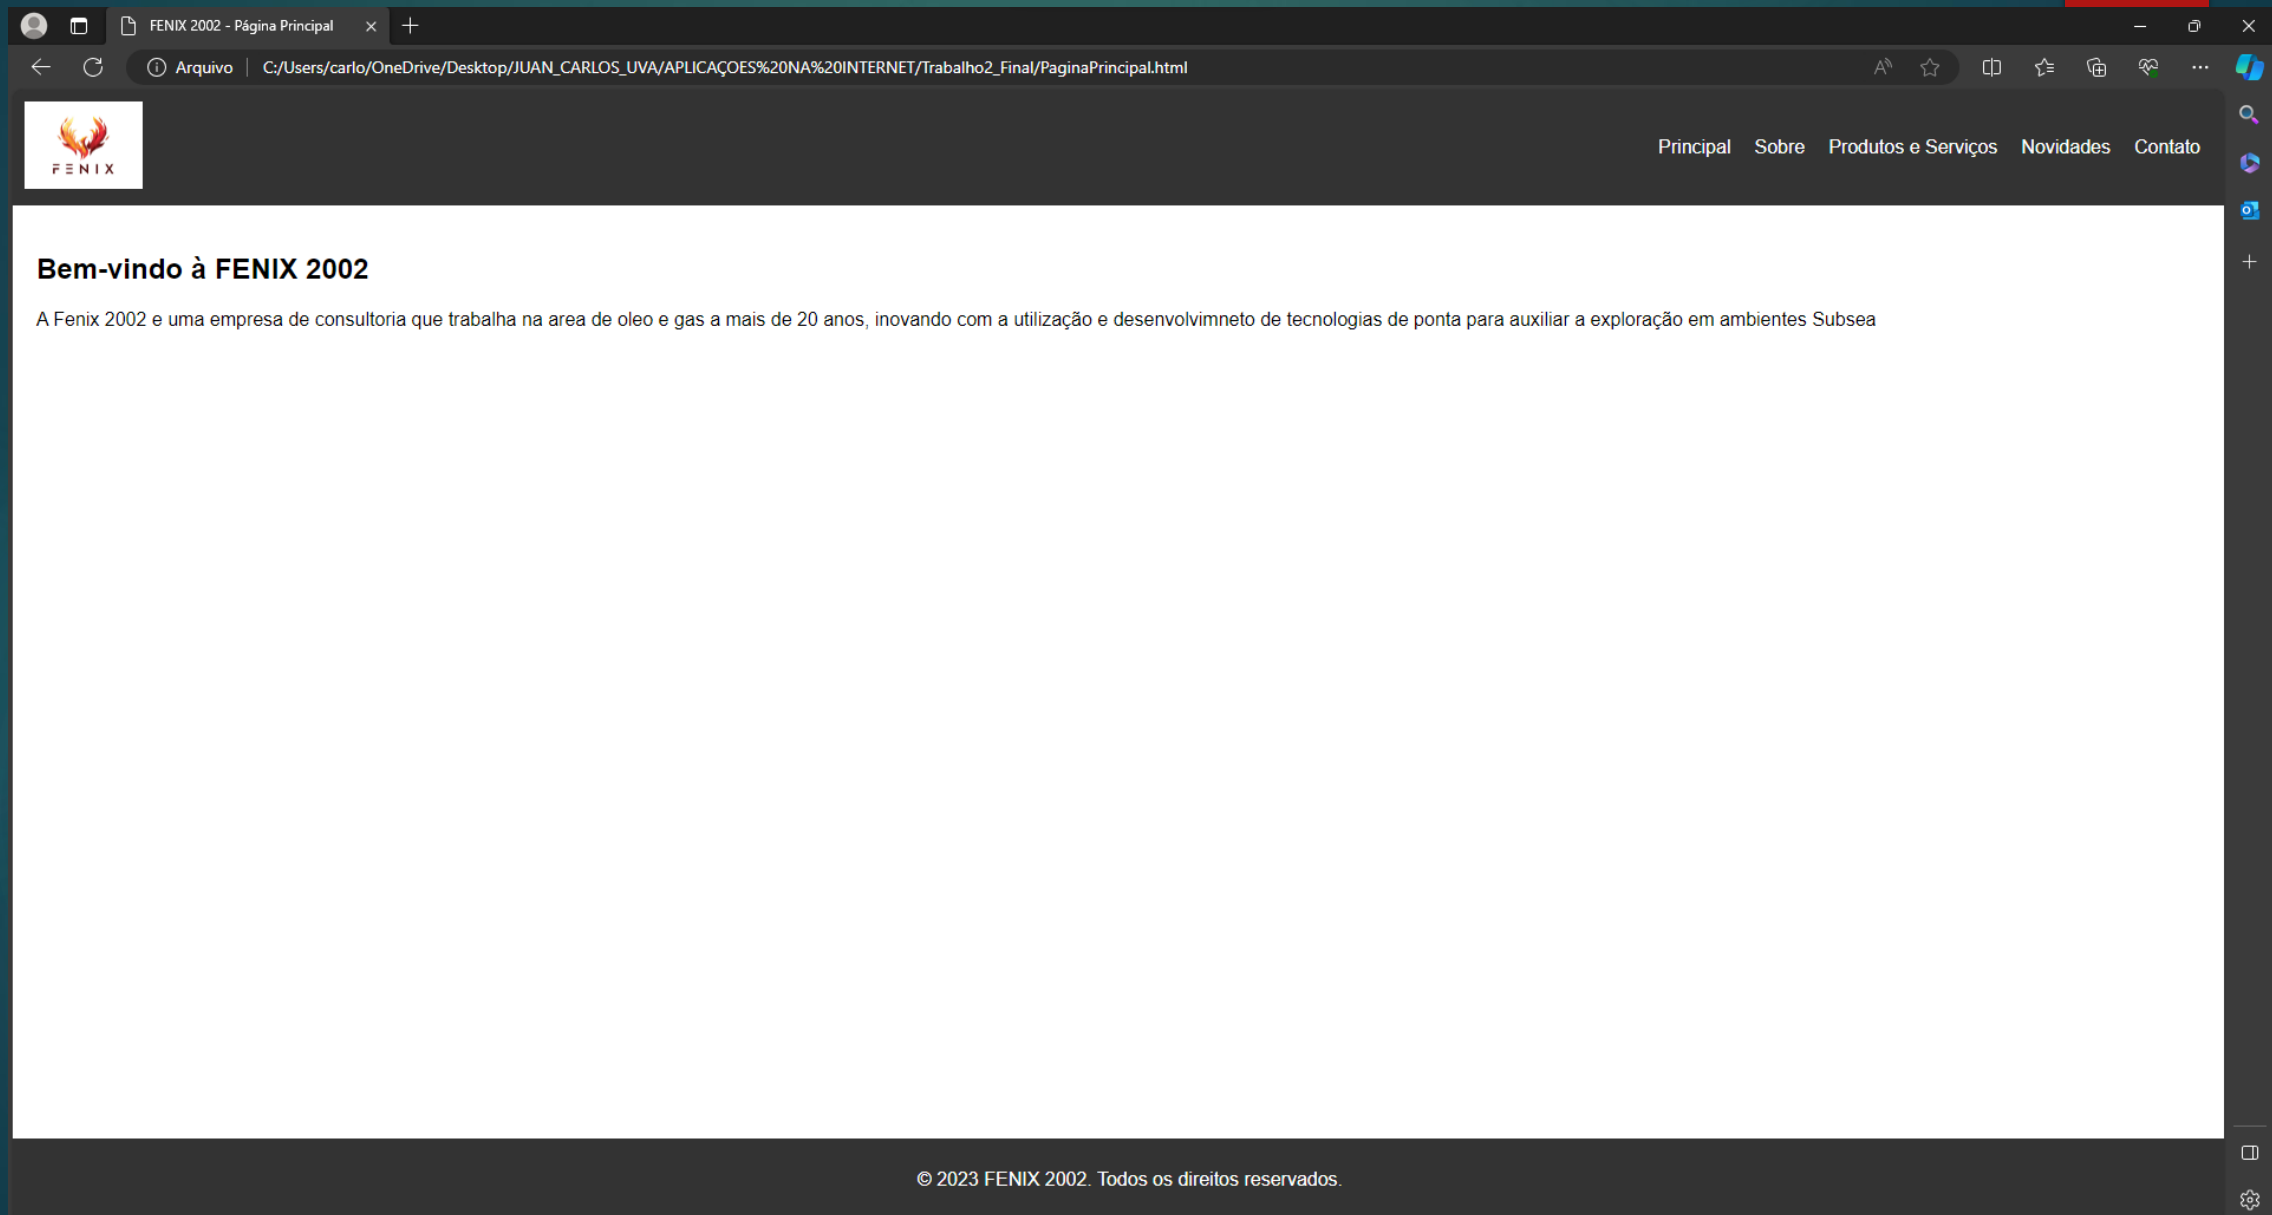 FENIX 2002 - Página Principal
Arquivo C:/Users/carlo/OneDrive/Desktop/JUAN_CARLOS_UVA/APLICAÇOES%20NA%20INTERNET/Trabalho2_Final/PaginaPrincipal.html
FENIX
Principal Sobre Produtos e Serviços Novidades Contato
Bem-vindo à FENIX 2002
A Fenix 2002 e uma empresa de consultoria que trabalha na area de oleo e gas a mais de 20 anos, inovando com a utilização e desenvolvimneto de tecnologias de ponta para auxiliar a exploração em ambientes Subsea
© 2023 FENIX 2002. Todos os direitos reservados.